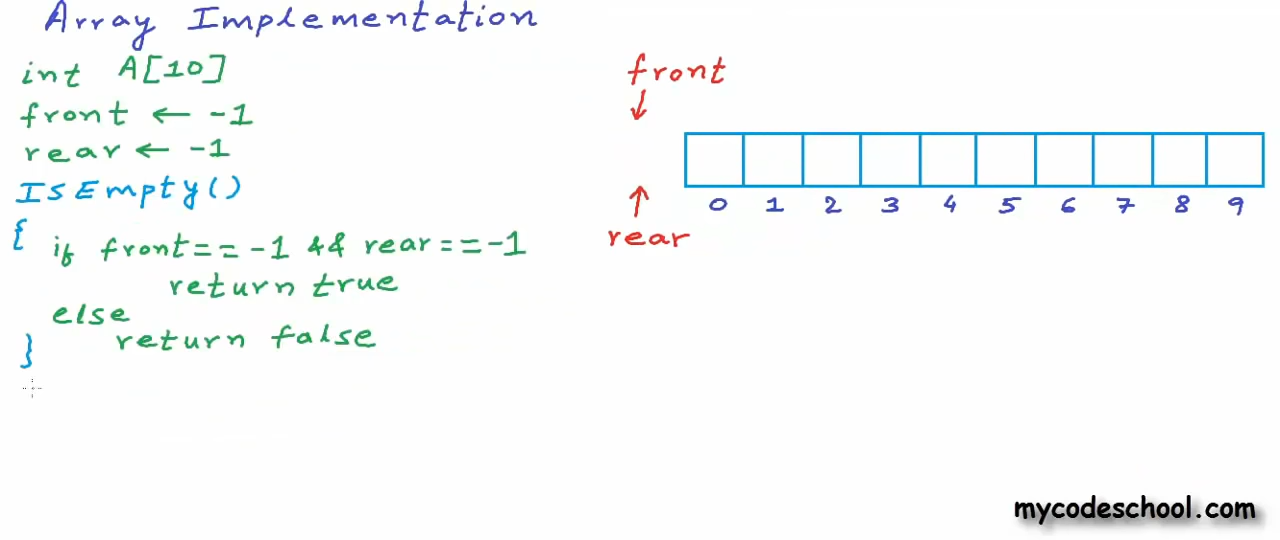 Array Implementation
int A[10]
front ← -1
rear ← -1
IsEmpty()
{
if front == -1 && rear == -1
return true
else
return false
}
front
↓
0 1 2 3 4 5 6 7 8 9
↑
rear
mycodeschool.com